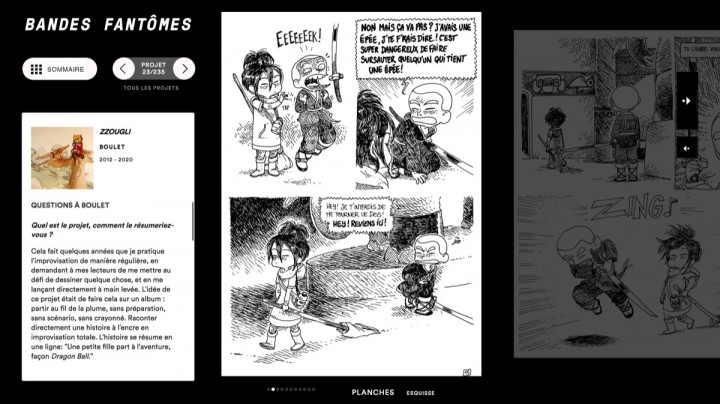 BANDES FANTÔMES
SOMMAIRE
PROJET
23/235
TOUS LES PROJETS
ZZOUGLI
BOULET
2012 - 2020
QUESTIONS À BOULET
Quel est le projet, comment le résumeriez-
vous ?
Cela fait quelques années que je pratique
l'improvisation de manière régulière, en
demandant à mes lecteurs de me mettre au
défi de dessiner quelque chose, et en me
lançant directement à main levée. L'idée de
ce projet était de faire cela sur un album :
partir au fil de la plume, sans préparation,
sans scénario, sans crayonné. Raconter
directement une histoire à l'encre en
improvisation totale. L'histoire se résume en
une ligne: "Une petite fille part à l'aventure,
façon Dragon Ball."
EEEEEEEK!
TAP
NON MAIS ÇA VA PAS ? J'AVAIS UNE
ÉPÉE, J'TE F'RAIS DIRE! C'EST
SUPER DANGEREUX DE FAIRE
SURSAUTER QUELQU'UN QUI TIENT
UNE ÉPÉE!
HEY! JE T'INTERDIS DE
ME TOURNER LE DOS!
HEY! REVIENS ICI!
ZING!
PLANCHES
ESQUISSE